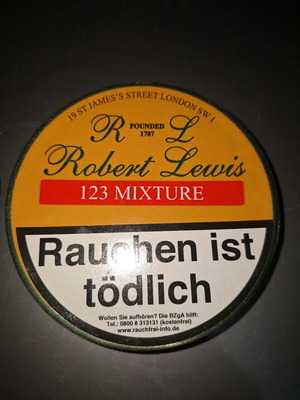 19 ST JAMES'S STREET LONDON SW1
R FOUNDED L
1787
Robert Lewis
123 MIXTURE
Rauchen ist
tödlich
Wollen Sie aufhören? Die BZgA hilft:
Tel.: 0800 8 313131 (kostenfrei)
www.rauchfrei-info.de